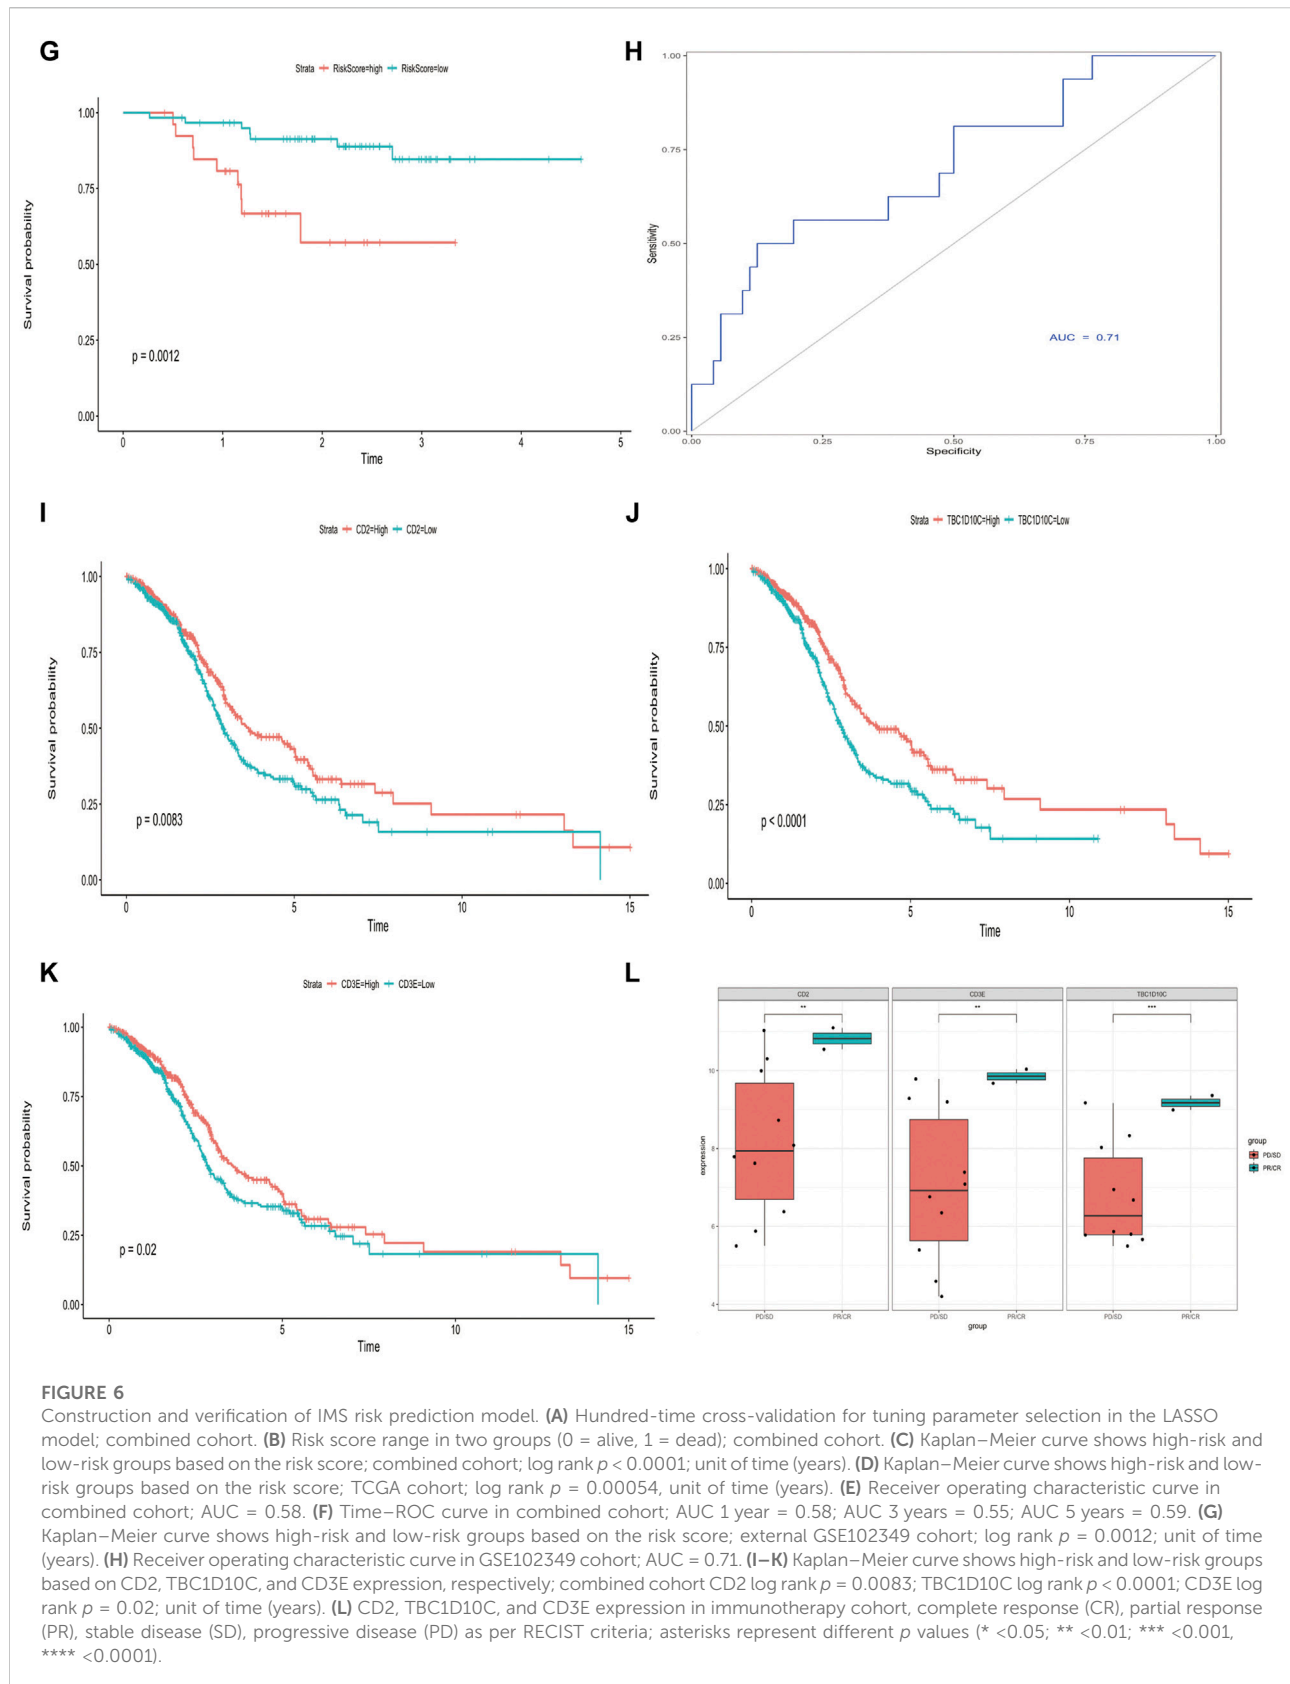 G
Strata RiskScore=high RiskScore=low
1.00
0.75
0.50
0.25
0.00
Survival probability
p = 0.0012
0 1 2 3 4 5
Time
H
1.00
0.75
0.50
0.25
0.00
Sensitivity
AUC = 0.71
0.00 0.25 0.50 0.75 1.00
Specificity
I
Strata CD2=High CD2=Low
1.00
0.75
0.50
0.25
0.00
Survival probability
p = 0.0083
0 5 10 15
Time
J
Strata TBC1D10C=High TBC1D10C=Low
1.00
0.75
0.50
0.25
0.00
Survival probability
p < 0.0001
0 5 10 15
Time
K
Strata CD3E=High CD3E=Low
1.00
0.75
0.50
0.25
0.00
Survival probability
p = 0.02
0 5 10 15
Time
L
CD2 CD3E TBC1D10C
** ** ***
10
8
6
4
expression
PD/SD PR/CR PD/SD PR/CR PD/SD PR/CR
group
group
PD/SD
PR/CR
FIGURE 6
Construction and verification of IMS risk prediction model. (A) Hundred-time cross-validation for tuning parameter selection in the LASSO
model; combined cohort. (B) Risk score range in two groups (0 = alive, 1 = dead); combined cohort. (C) Kaplan–Meier curve shows high-risk and
low-risk groups based on the risk score; combined cohort; log rank p < 0.0001; unit of time (years). (D) Kaplan–Meier curve shows high-risk and low-
risk groups based on the risk score; TCGA cohort; log rank p = 0.00054, unit of time (years). (E) Receiver operating characteristic curve in
combined cohort; AUC = 0.58. (F) Time–ROC curve in combined cohort; AUC 1 year = 0.58; AUC 3 years = 0.55; AUC 5 years = 0.59. (G)
Kaplan–Meier curve shows high-risk and low-risk groups based on the risk score; external GSE102349 cohort; log rank p = 0.0012; unit of time
(years). (H) Receiver operating characteristic curve in GSE102349 cohort; AUC = 0.71. (I–K) Kaplan–Meier curve shows high-risk and low-risk groups
based on CD2, TBC1D10C, and CD3E expression, respectively; combined cohort CD2 log rank p = 0.0083; TBC1D10C log rank p < 0.0001; CD3E log
rank p = 0.02; unit of time (years). (L) CD2, TBC1D10C, and CD3E expression in immunotherapy cohort, complete response (CR), partial response
(PR), stable disease (SD), progressive disease (PD) as per RECIST criteria; asterisks represent different p values (* <0.05; ** <0.01; *** <0.001,
**** <0.0001).